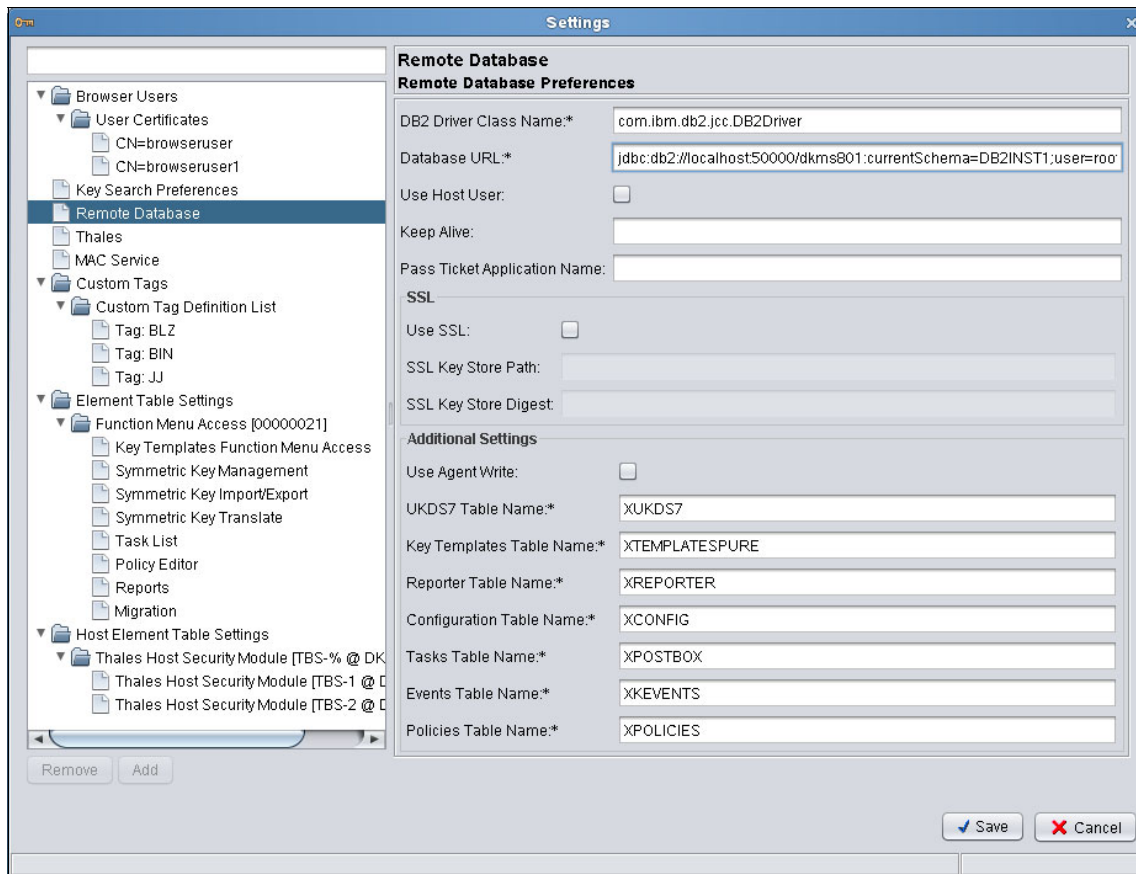 Settings
Browser Users
User Certificates
CN=browseruser
CN=browseruser1
Key Search Preferences
Remote Database
Thales
MAC Service
Custom Tags
Custom Tag Definition List
Tag: BLZ
Tag: BIN
Tag: JJ
Element Table Settings
Function Menu Access [00000021]
Key Templates Function Menu Access
Symmetric Key Management
Symmetric Key Import/Export
Symmetric Key Translate
Task List
Policy Editor
Reports
Migration
Host Element Table Settings
Thales Host Security Module [TBS-% @ DK
Thales Host Security Module [TBS-1 @ D
Thales Host Security Module [TBS-2 @ D
Remove Add
Remote Database
Remote Database Preferences
DB2 Driver Class Name:* com.ibm.db2.jcc.DB2Driver
Database URL:* jdbc:db2://localhost:50000/dkms801:currentSchema=DB2INST1;user=roo
Use Host User:
Keep Alive:
Pass Ticket Application Name:
SSL
Use SSL:
SSL Key Store Path:
SSL Key Store Digest:
Additional Settings
Use Agent Write:
UKDS7 Table Name:* XUKDS7
Key Templates Table Name:* XTEMPLATESPURE
Reporter Table Name:* XREPORTER
Configuration Table Name:* XCONFIG
Tasks Table Name:* XPOSTBOX
Events Table Name:* XKEVENTS
Policies Table Name:* XPOLICIES
Save Cancel